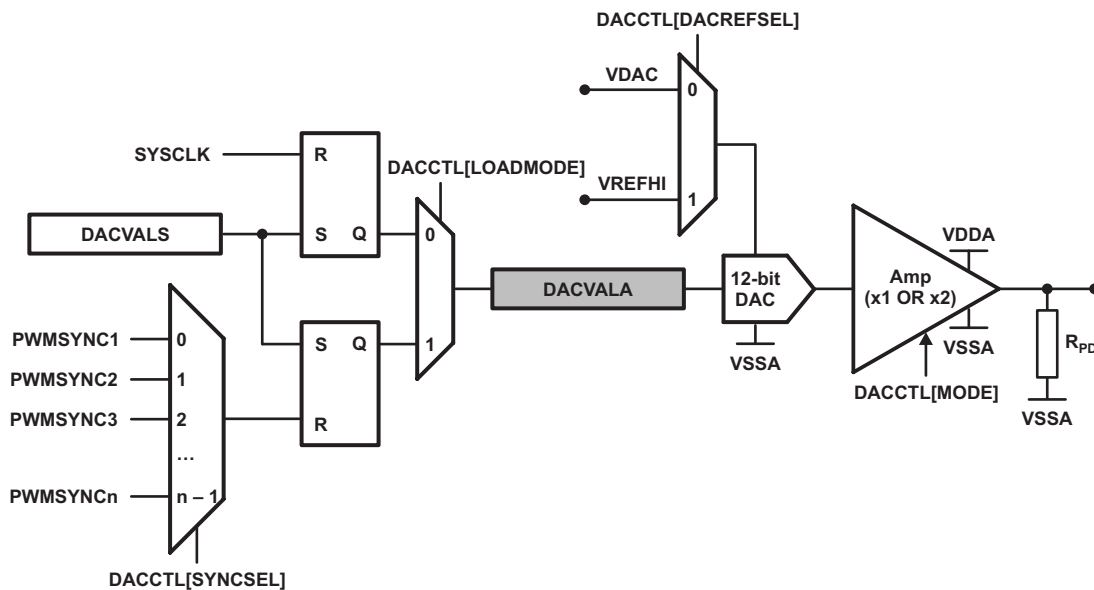 DACCTL[DACREFSEL]
VDAC
0
SYSCLK
R
DACCTL[LOADMODE]
VREFHI
1
DACVALS
S Q
0
VDDA
12-bit
DAC
Amp
(x1 OR x2)
DACVALA
PWMSYNC1
0
S Q
1
VSSA
VSSA
RPD
PWMSYNC2
1
DACCTL[MODE]
PWMSYNC3
2
R
VSSA
...
PWMSYNCn
n – 1
DACCTL[SYNCSEL]